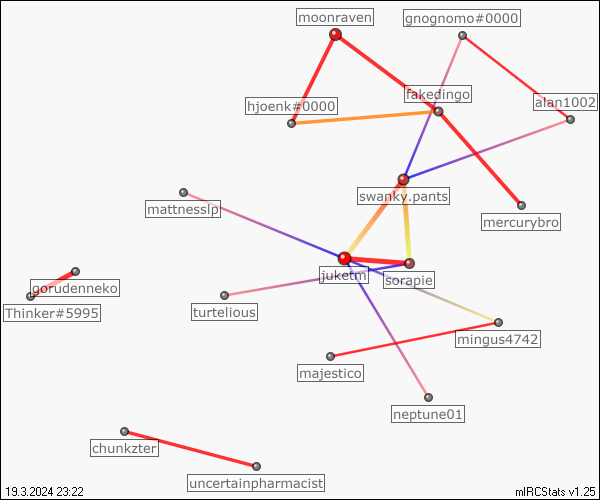 moonraven
gnognomo#0000
fakedingo
hjoenk#0000
alan1002
swanky.pants
mattnessip
mercurybro
juketm
sorapie
gorudenneko
Thinker#5995
turtelious
mingus4742
majestico
neptune01
chunkzter
uncertainpharmacist
19.3.2024 23:22
mIRCStats v1.25